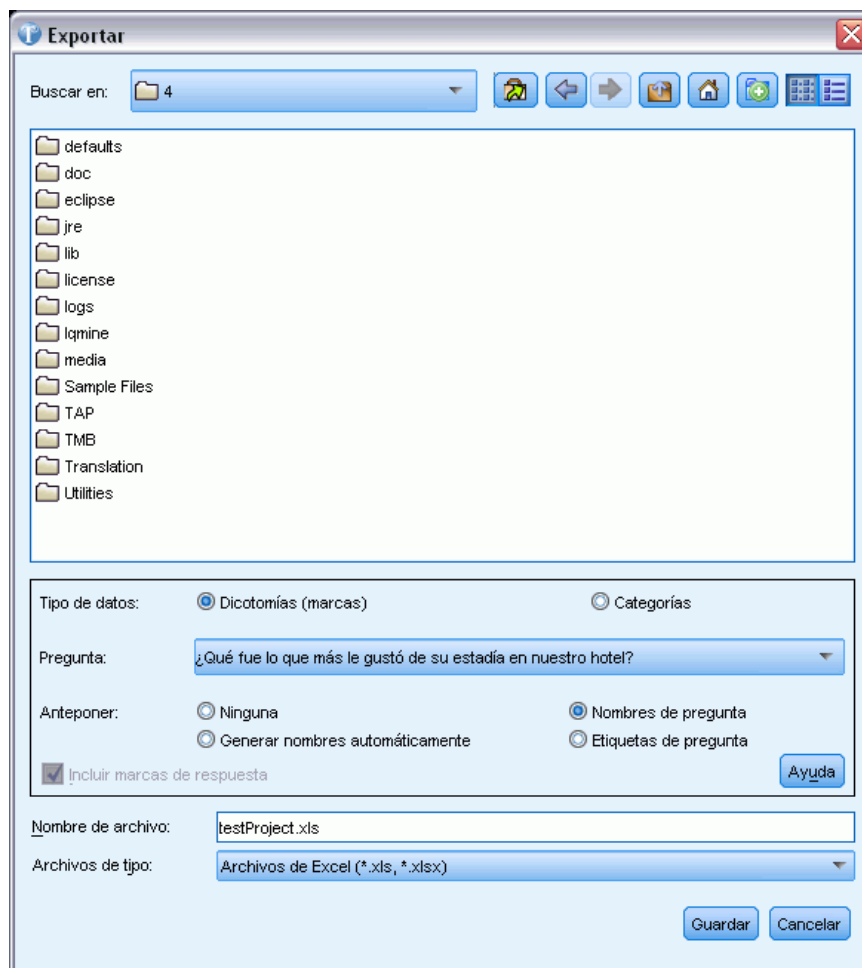 Exportar
Buscar en: 4
defaults
doc
eclipse
jre
lib
license
logs
lqmine
media
Sample Files
TAP
TMB
Translation
Utilities
Tipo de datos: Dicotomías (marcas) Categorías
Pregunta: ¿Qué fue lo que más le gustó de su estadía en nuestro hotel?
Anteponer: Ninguna Nombres de pregunta
Generar nombres automáticamente Etiquetas de pregunta
Incluir marcas de respuesta Ayuda
Nombre de archivo: testProject.xls
Archivos de tipo: Archivos de Excel (*.xls, *.xlsx)
Guardar Cancelar